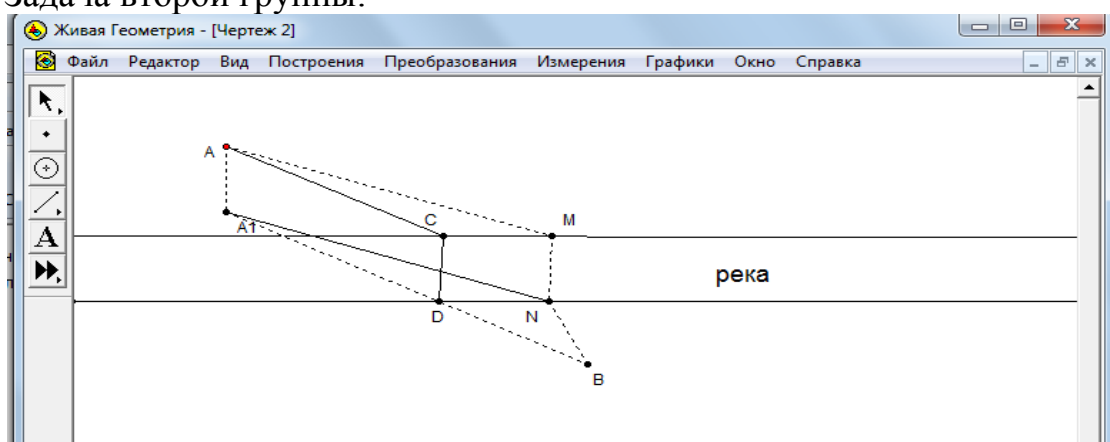 Задача второй группы.
Живая Геометрия - [Чертеж 2]
Файл Редактор Вид Построения Преобразования Измерения Графики Окно Справка
A
A1
C
M
река
D
N
B
A